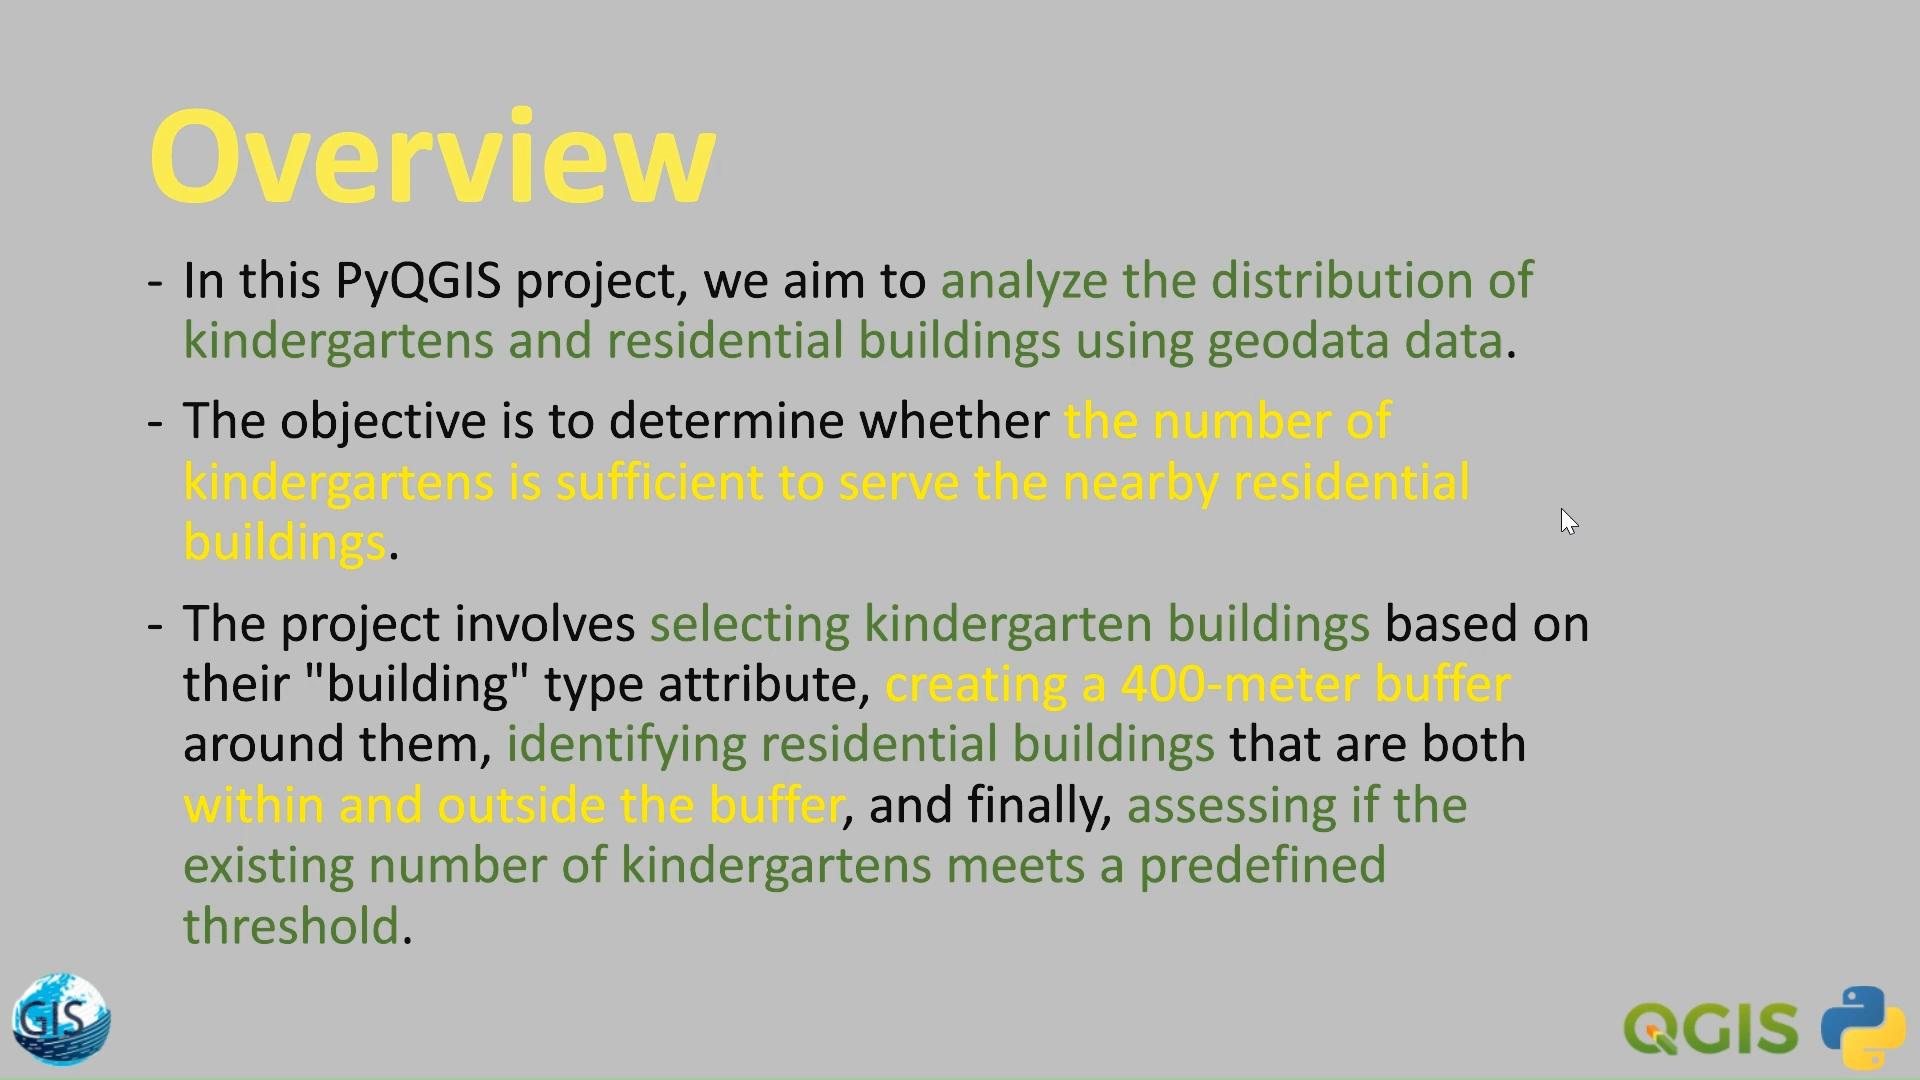 Overview
- In this PyQGIS project, we aim to analyze the distribution of
kindergartens and residential buildings using geodata data.
- The objective is to determine whether the number of
kindergartens is sufficient to serve the nearby residential
buildings.
- The project involves selecting kindergarten buildings based on
their "building" type attribute, creating a 400-meter buffer
around them, identifying residential buildings that are both
within and outside the buffer, and finally, assessing if the
existing number of kindergartens meets a predefined
threshold.
GIS
QGIS